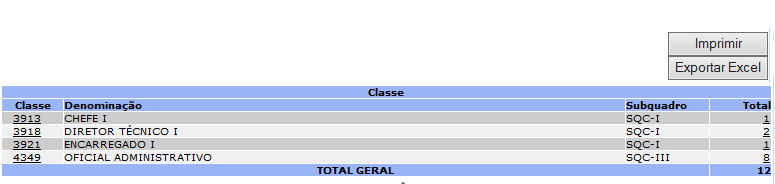 Imprimir
Exportar Excel
Classe
Classe Denominação Subquadro Total
3913 CHEFE I SQC-I 1
3918 DIRETOR TÉCNICO I SQC-I 2
3921 ENCARREGADO I SQC-I 1
4349 OFICIAL ADMINISTRATIVO SQC-III 8
TOTAL GERAL 12